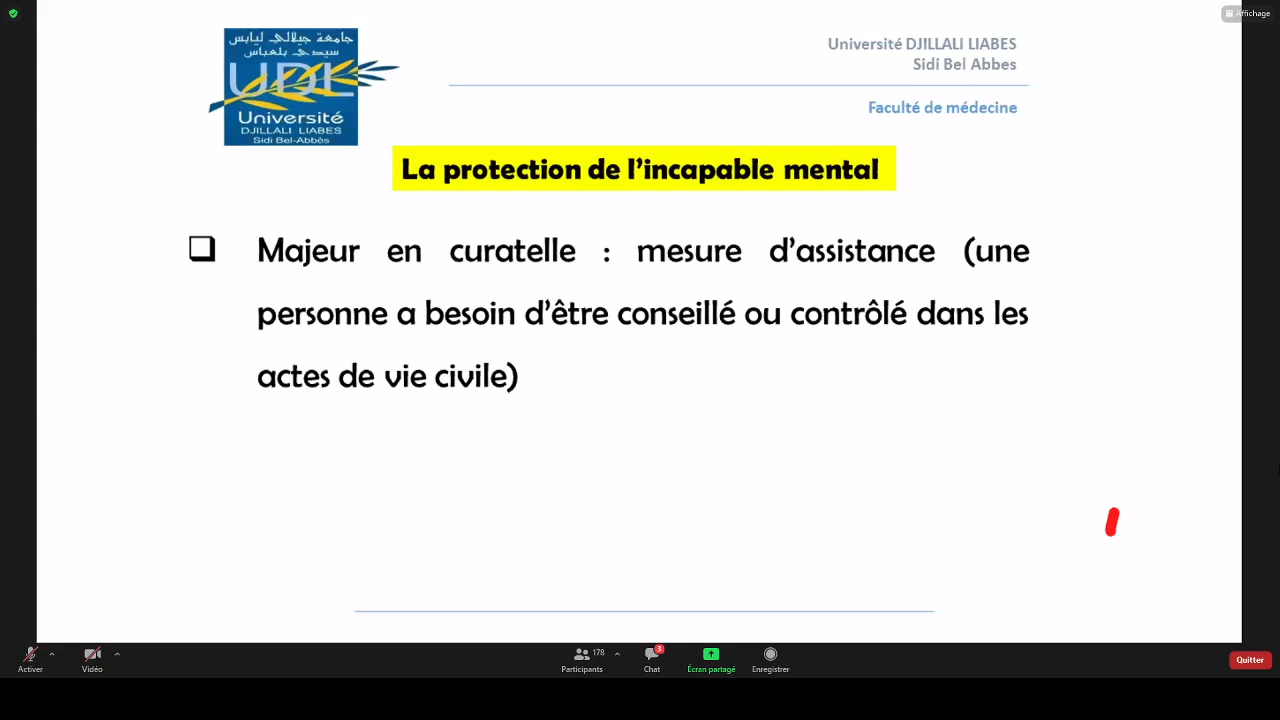 Affichage
جامعة جيلالي ليابس
سيدي بلعباس
UDL
Université
DJILLALI LIABES
Sidi Bel-Abbès
Université DJILLALI LIABES
Sidi Bel Abbes
Faculté de médecine
La protection de l’incapable mental
Majeur en curatelle : mesure d’assistance (une
personne a besoin d’être conseillé ou contrôlé dans les
actes de vie civile)
Activer
Vidéo
178
Participants
3
Chat
Écran partagé
Enregistrer
Quitter